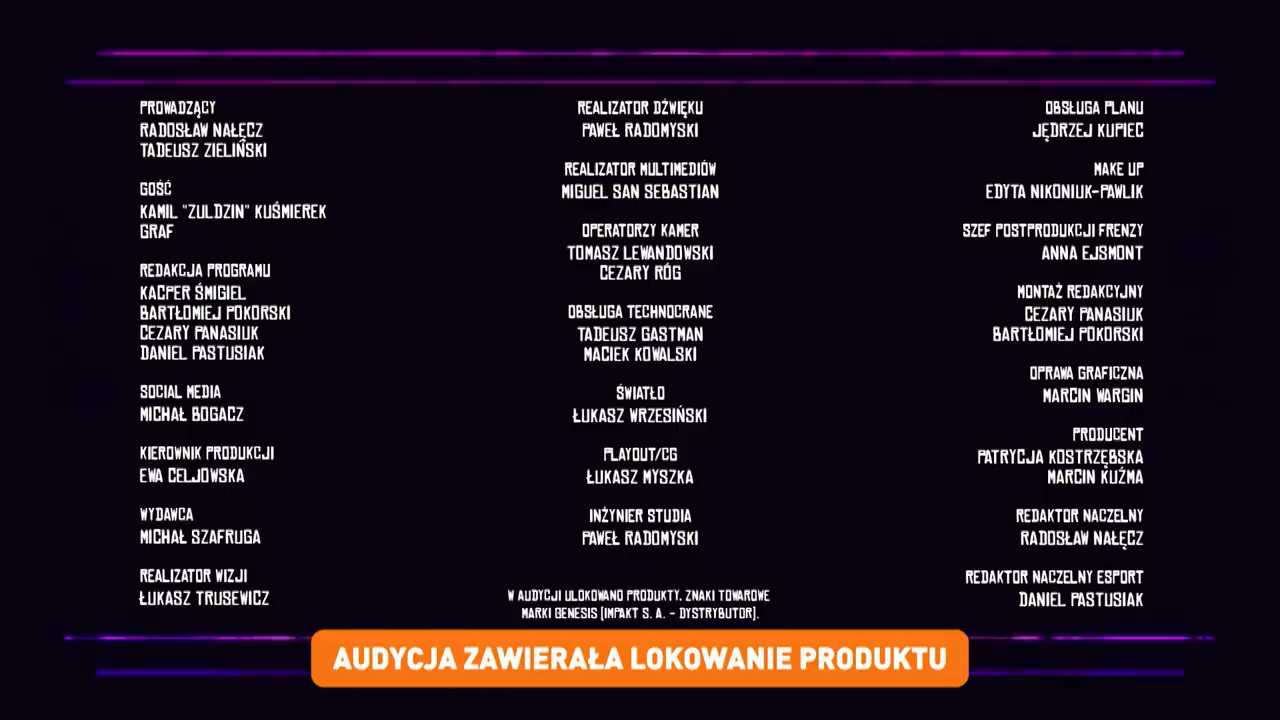 PROWADZĄCY
RADOSŁAW NAŁĘCZ
TADEUSZ ZIELIŃSKI
GOŚĆ
KAMIL "ZULDZIN" KUŚMIEREK
GRAF
REDAKCJA PROGRAMU
KACPER ŚMIGIEL
BARTŁOMIEJ POKORSKI
CEZARY PANASIUK
DANIEL PASTUSIAK
SOCIAL MEDIA
MICHAŁ BOGACZ
KIEROWNIK PRODUKCJI
EWA CELJOWSKA
WYDAWCA
MICHAŁ SZAFRUGA
REALIZATOR WIZJI
ŁUKASZ TRUSEWICZ
REALIZATOR DŹWIĘKU
PAWEŁ RADOMYSKI
REALIZATOR MULTIMEDIÓW
MIGUEL SAN SEBASTIAN
OPERATORZY KAMER
TOMASZ LEWANDOWSKI
CEZARY RÓG
OBSŁUGA TECHNOCRANE
TADEUSZ GASTMAN
MACIEK KOWALSKI
ŚWIATŁO
ŁUKASZ WRZESIŃSKI
PLAYOUT/CG
ŁUKASZ MYSZKA
INŻYNIER STUDIA
PAWEŁ RADOMYSKI
W AUDYCJI ULOKOWANO PRODUKTY. ZNAKI TOWAROWE
MARKI GENESIS (IMPAKT S. A. - DYSTRYBUTOR).
OBSŁUGA PLANU
JĘDRZEJ KUPIEC
MAKE UP
EDYTA NIKONIUK-PAWLIK
SZEF POSTPRODUKCJI FRENZY
ANNA EJSMONT
MONTAŻ REDAKCYJNY
CEZARY PANASIUK
BARTŁOMIEJ POKORSKI
OPRAWA GRAFICZNA
MARCIN WARGIN
PRODUCENT
PATRYCJA KOSTRZĘBSKA
MARCIN KUŹMA
REDAKTOR NACZELNY
RADOSŁAW NAŁĘCZ
REDAKTOR NACZELNY ESPORT
DANIEL PASTUSIAK
AUDYCJA ZAWIERAŁA LOKOWANIE PRODUKTU